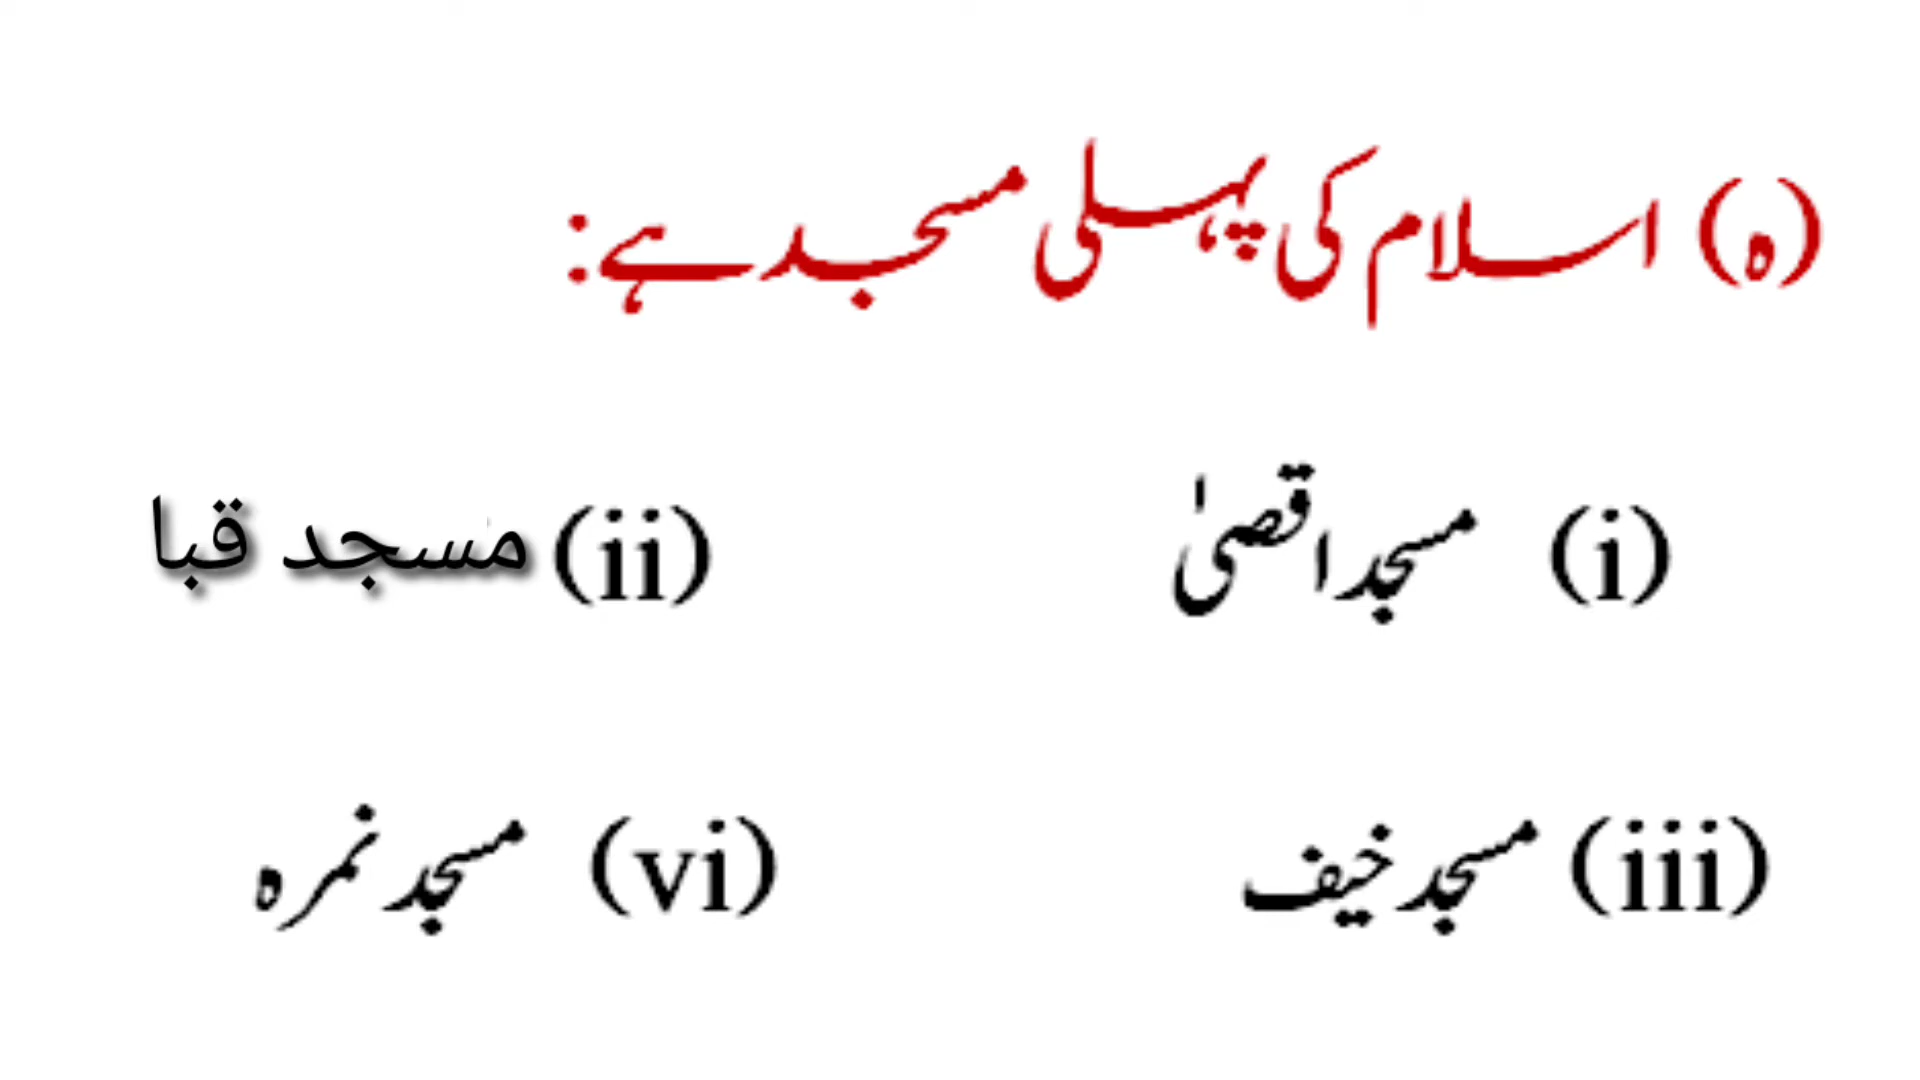 (ہ) اسلام کی پہلی مسجد ہے:
(i) مسجد اقصیٰ (ii) مسجد قبا
(iii) مسجد خیف (vi) مسجد نمرہ